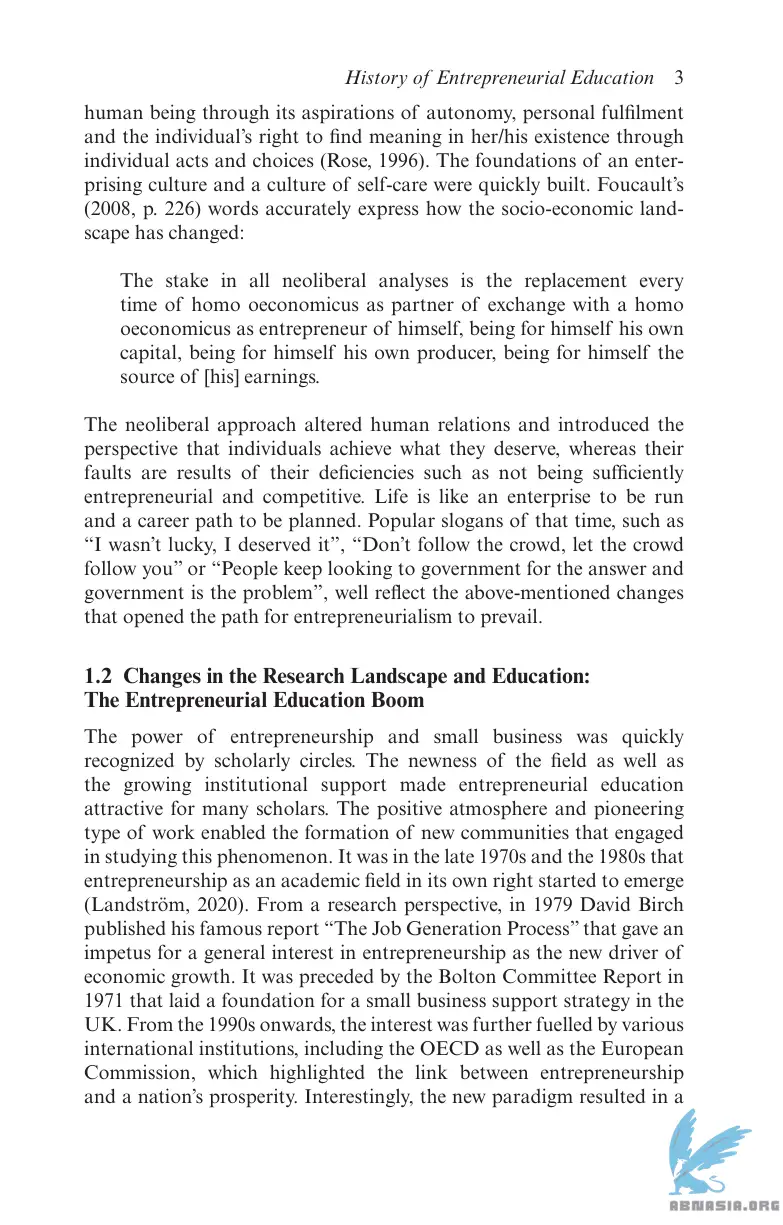 History of Entrepreneurial Education 3
human being through its aspirations of autonomy, personal fulfilment
and the individual’s right to find meaning in her/his existence through
individual acts and choices (Rose, 1996). The foundations of an enter-
prising culture and a culture of self-care were quickly built. Foucault’s
(2008, p. 226) words accurately express how the socio-economic land-
scape has changed:
The stake in all neoliberal analyses is the replacement every
time of homo oeconomicus as partner of exchange with a homo
oeconomicus as entrepreneur of himself, being for himself his own
capital, being for himself his own producer, being for himself the
source of [his] earnings.
The neoliberal approach altered human relations and introduced the
perspective that individuals achieve what they deserve, whereas their
faults are results of their deficiencies such as not being sufficiently
entrepreneurial and competitive. Life is like an enterprise to be run
and a career path to be planned. Popular slogans of that time, such as
“I wasn’t lucky, I deserved it”, “Don’t follow the crowd, let the crowd
follow you” or “People keep looking to government for the answer and
government is the problem”, well reflect the above-mentioned changes
that opened the path for entrepreneurialism to prevail.
1.2 Changes in the Research Landscape and Education:
The Entrepreneurial Education Boom
The power of entrepreneurship and small business was quickly
recognized by scholarly circles. The newness of the field as well as
the growing institutional support made entrepreneurial education
attractive for many scholars. The positive atmosphere and pioneering
type of work enabled the formation of new communities that engaged
in studying this phenomenon. It was in the late 1970s and the 1980s that
entrepreneurship as an academic field in its own right started to emerge
(Landström, 2020). From a research perspective, in 1979 David Birch
published his famous report “The Job Generation Process” that gave an
impetus for a general interest in entrepreneurship as the new driver of
economic growth. It was preceded by the Bolton Committee Report in
1971 that laid a foundation for a small business support strategy in the
UK. From the 1990s onwards, the interest was further fuelled by various
international institutions, including the OECD as well as the European
Commission, which highlighted the link between entrepreneurship
and a nation’s prosperity. Interestingly, the new paradigm resulted in a
ABNASIA.ORG